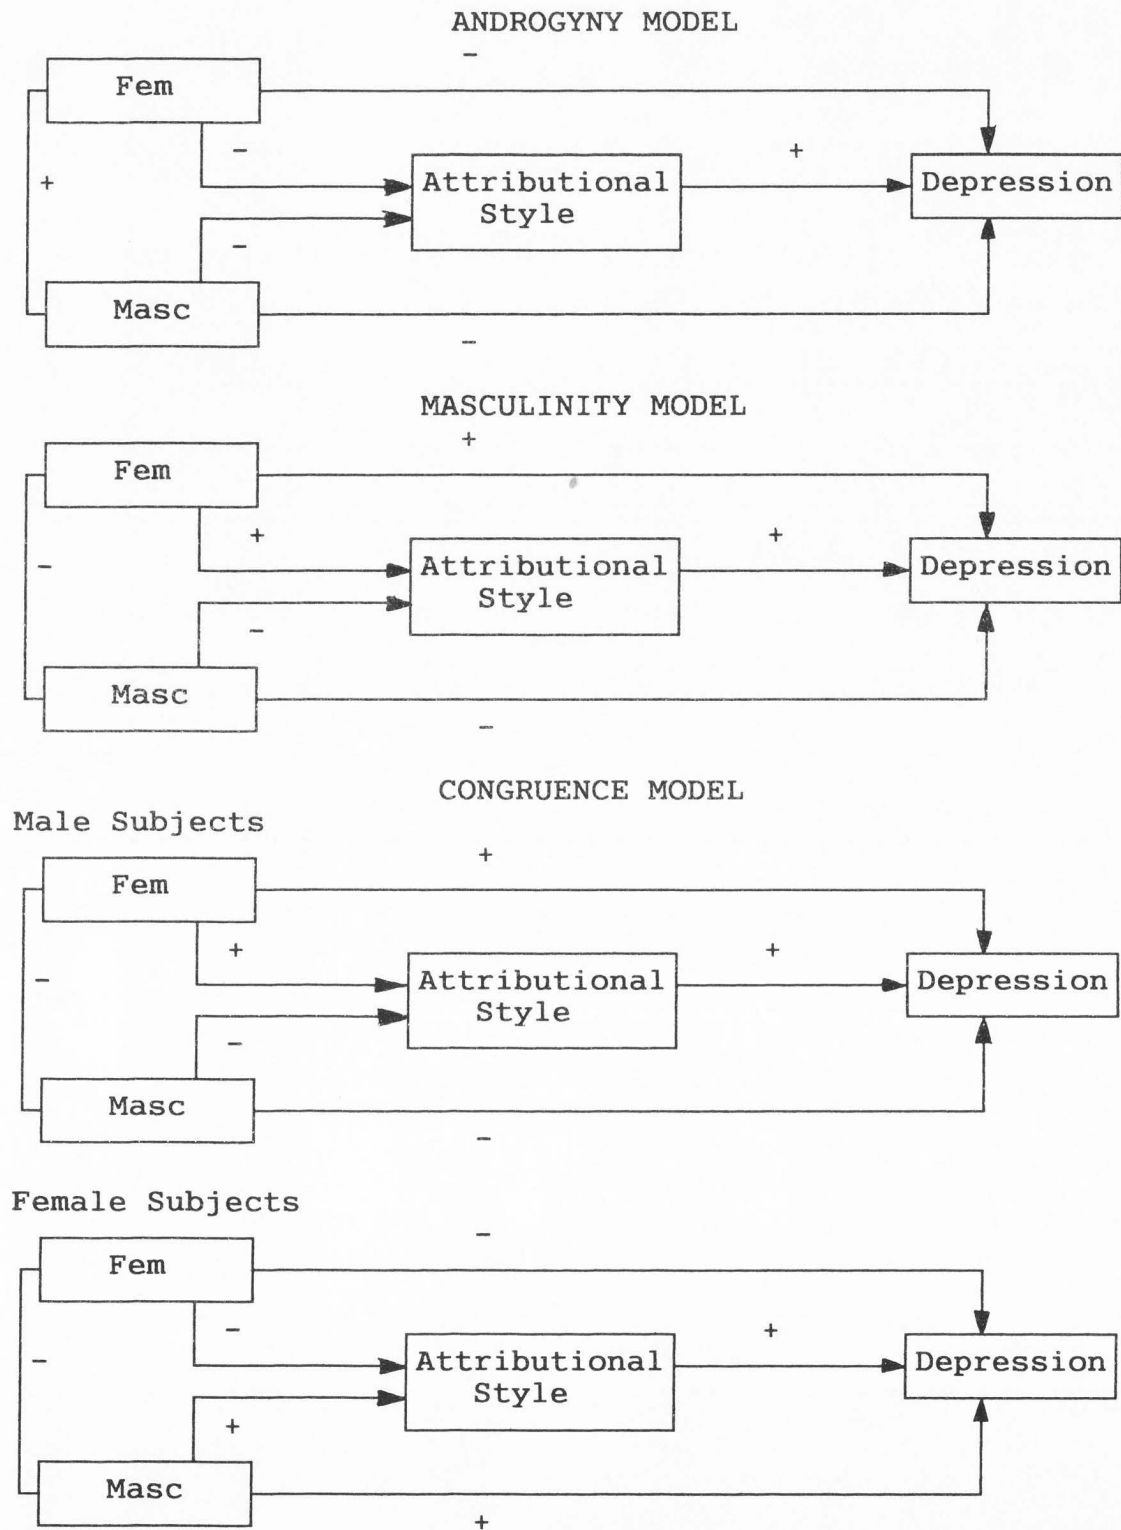 ANDROGYNY MODEL
−
Fem
−
+
+
Attributional
Style
Depression
−
Masc
−
MASCULINITY MODEL
+
Fem
+
+
−
Attributional
Style
Depression
−
Masc
−
CONGRUENCE MODEL
Male Subjects
+
Fem
+
+
−
Attributional
Style
Depression
−
Masc
−
Female Subjects
−
Fem
−
+
−
Attributional
Style
Depression
+
Masc
+